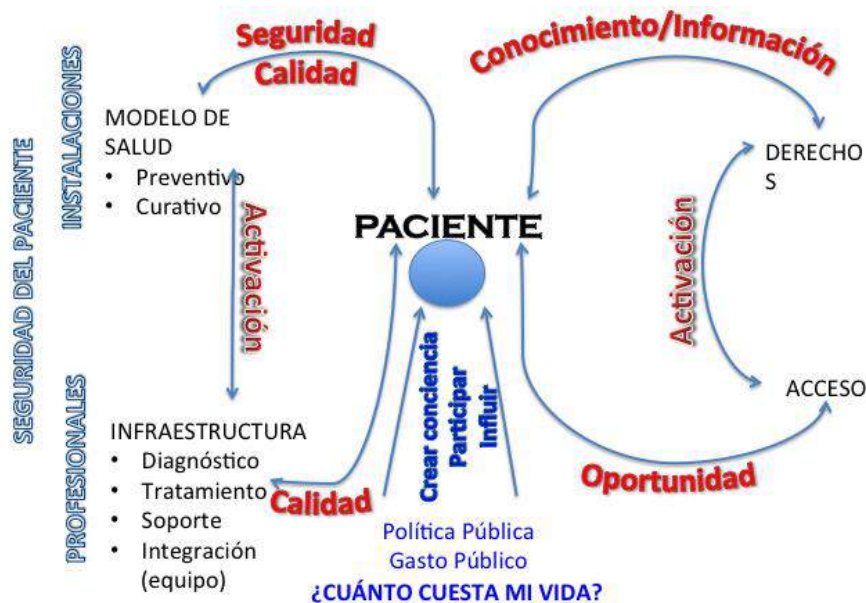 SEGURIDAD DEL PACIENTE
INSTALACIONES
PROFESIONALES
Seguridad
Calidad
Conocimiento/Información
MODELO DE
SALUD
• Preventivo
• Curativo
DERECHO
S
PACIENTE
Activación
Activación
Crear conciencia
Participar
Influir
ACCESO
INFRAESTRUCTURA
• Diagnóstico
• Tratamiento
• Soporte
• Integración
(equipo)
Calidad
Oportunidad
Política Pública
Gasto Público
¿CUÁNTO CUESTA MI VIDA?